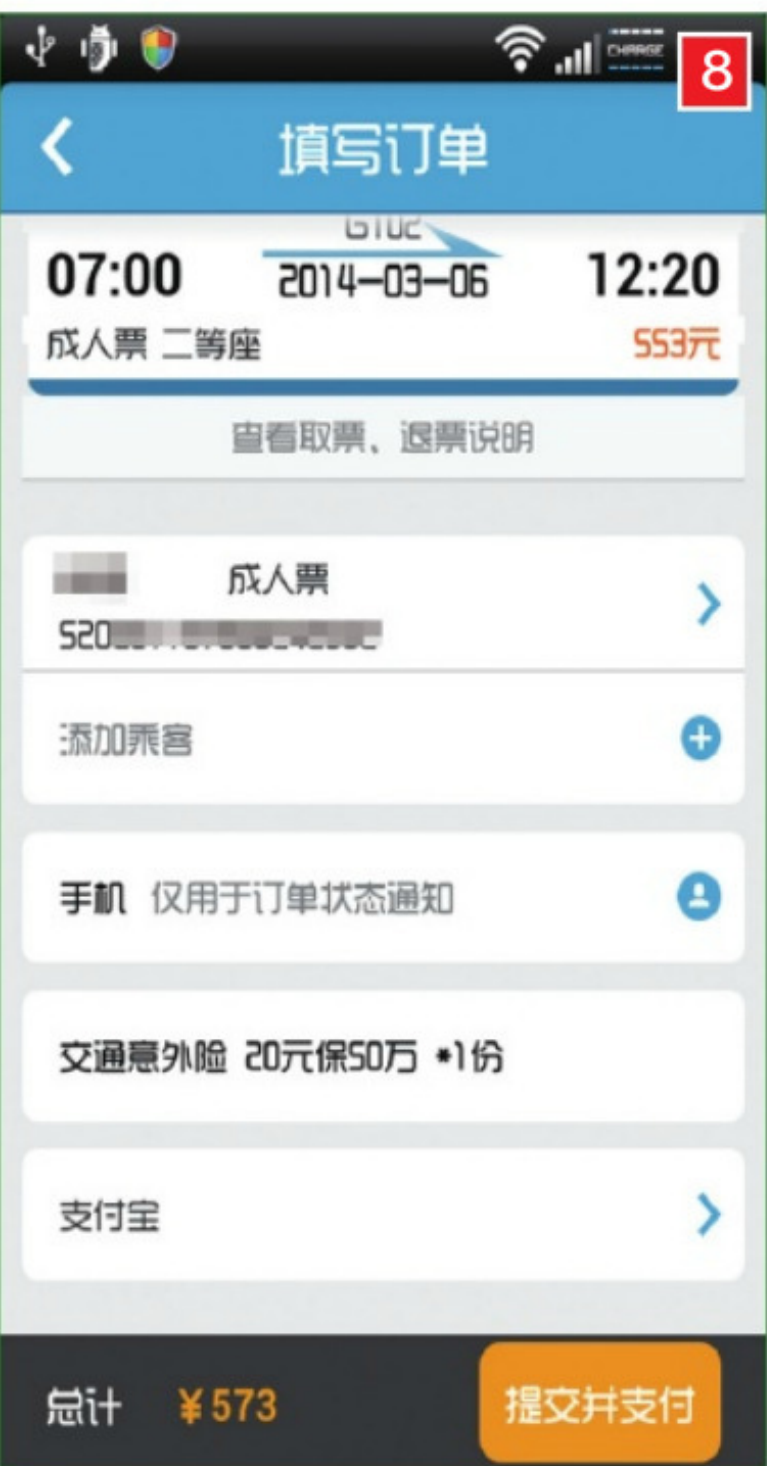 CHARGE
8
填写订单
07:00
2014-03-06
12:20
成人票 二等座
553元
查看取票、退票说明
成人票
520
添加乘客
手机 仅用于订单状态通知
交通意外险 20元保50万 *1份
支付宝
总计 ¥573
提交并支付